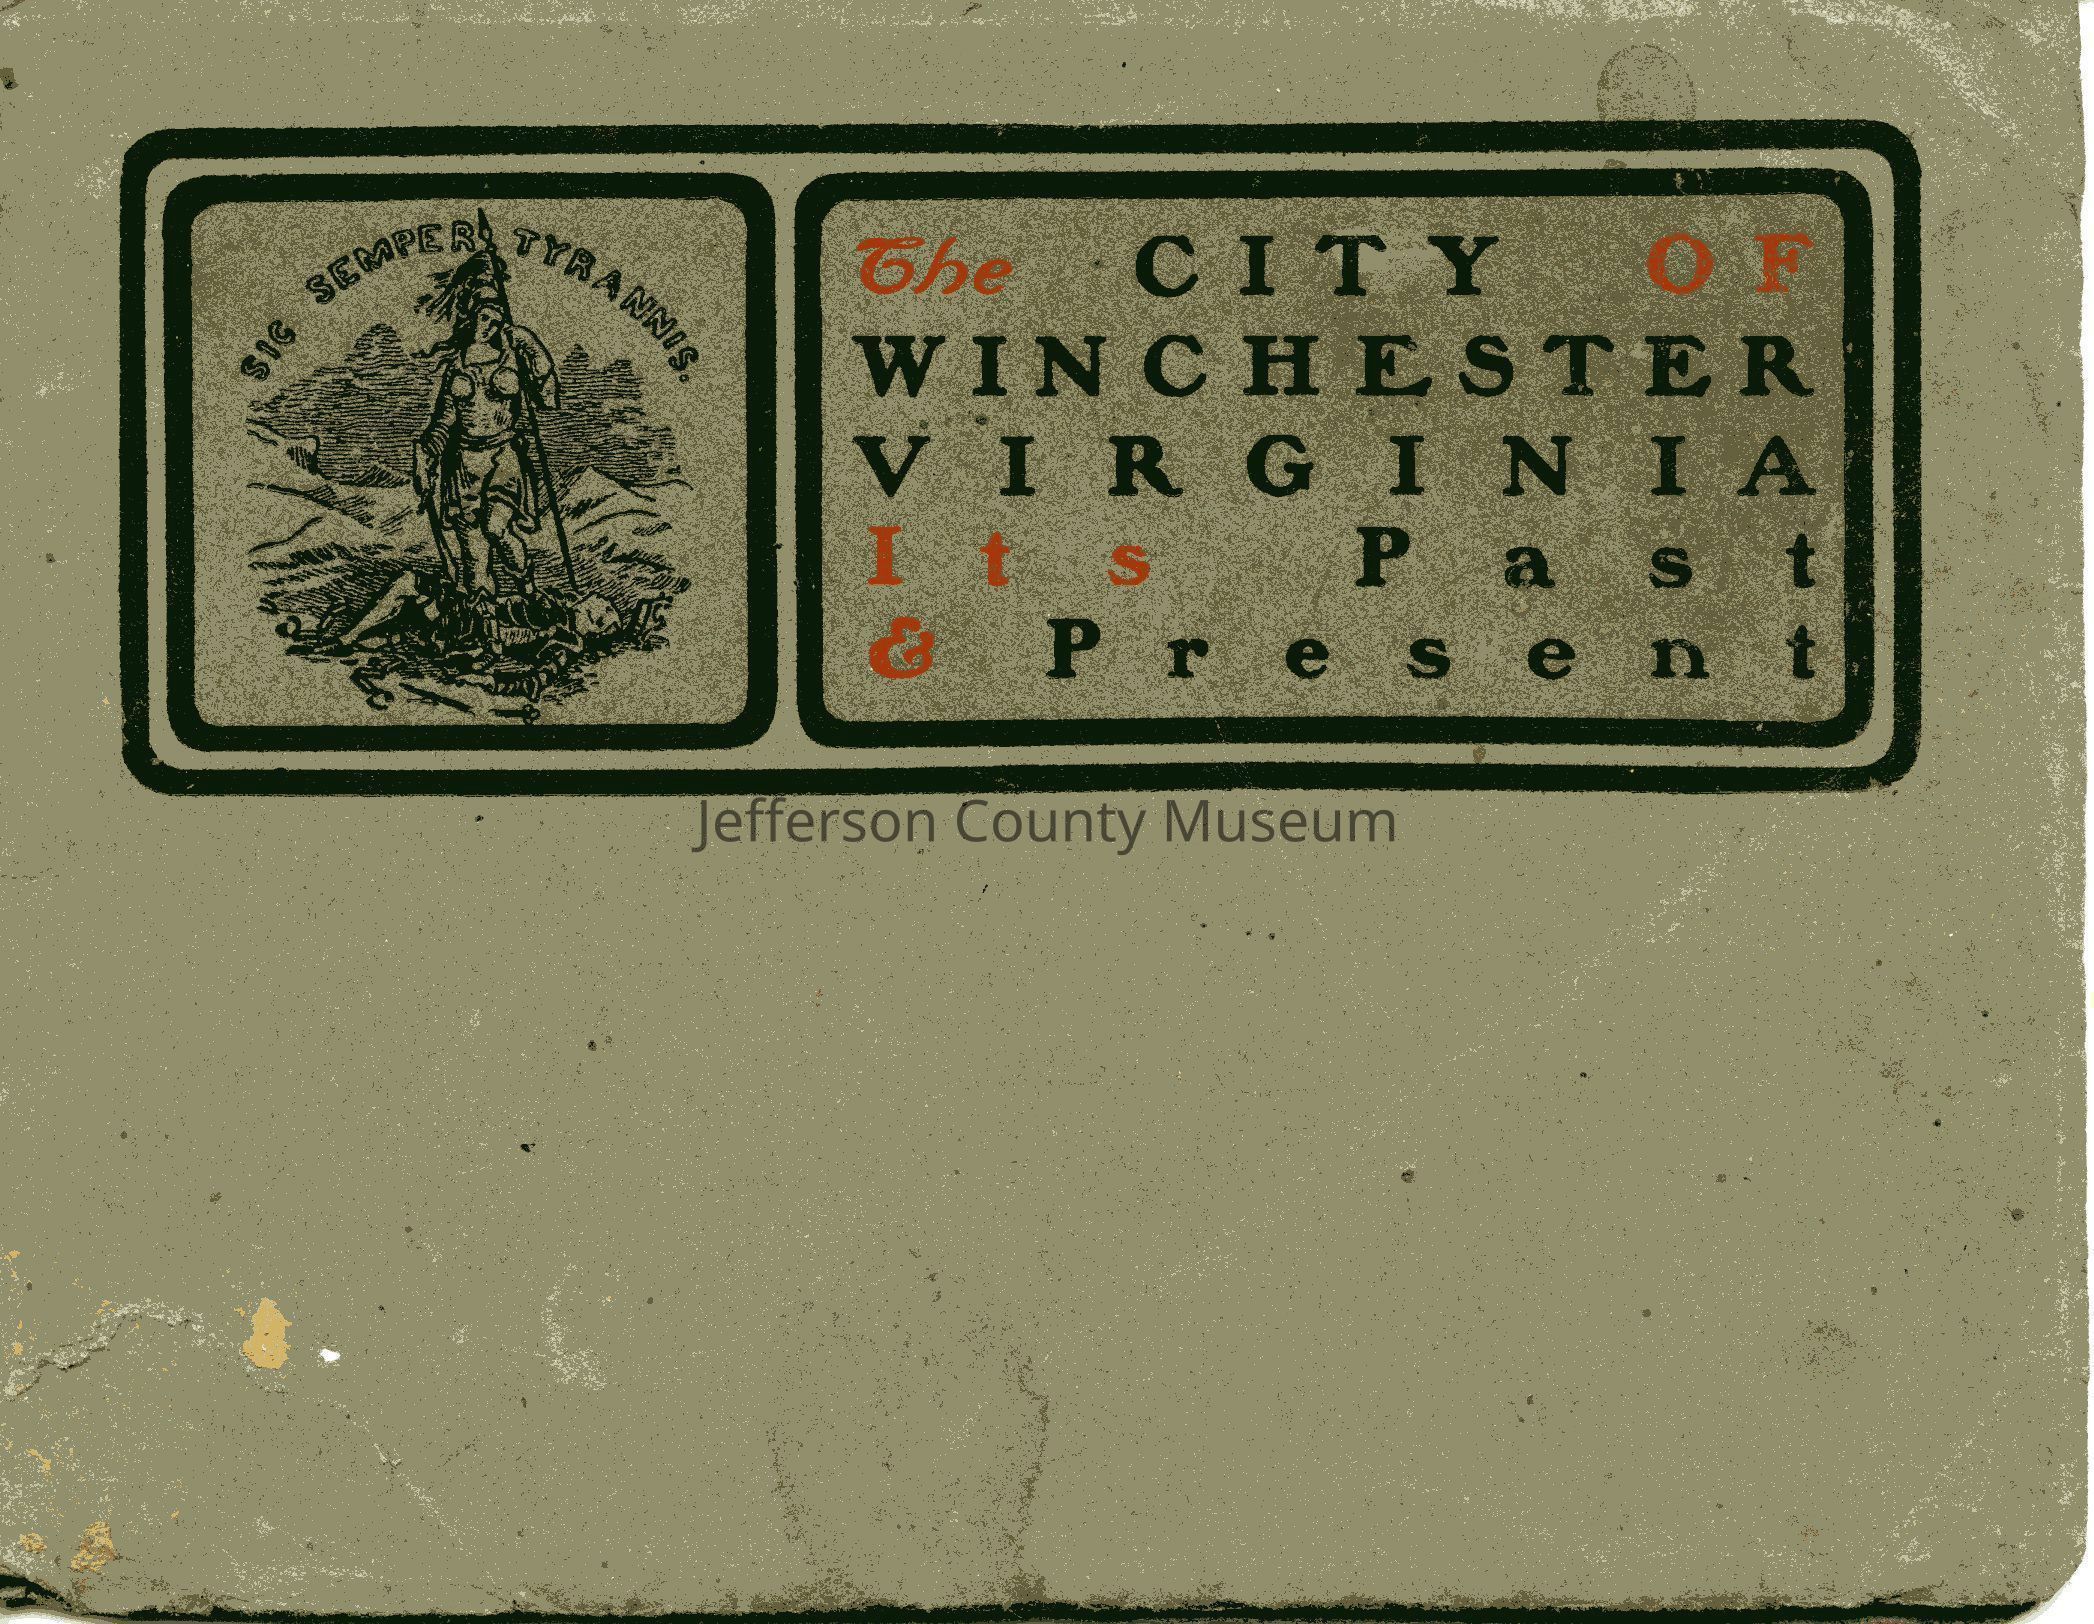 SIC SEMPER TYRANNIS.
The CITY OF
WINCHESTER
VIRGINIA
Its Past
& Present
Jefferson County Museum